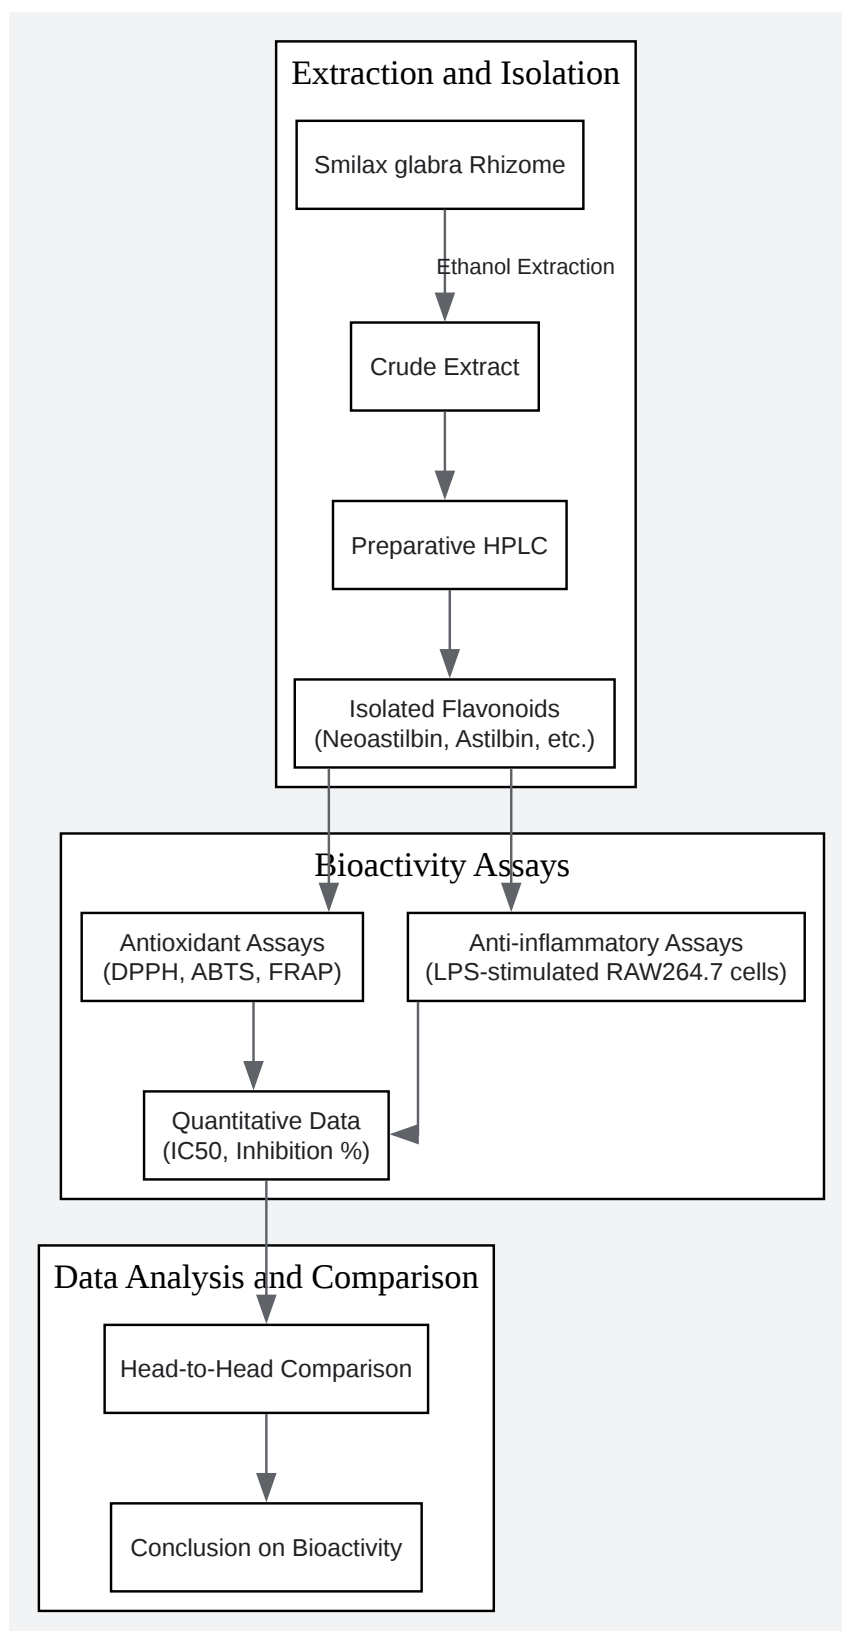 Extraction and Isolation
Smilax glabra Rhizome
Ethanol Extraction
Crude Extract
Preparative HPLC
Isolated Flavonoids
(Neoastilbin, Astilbin, etc.)
Bioactivity Assays
Antioxidant Assays
(DPPH, ABTS, FRAP)
Anti-inflammatory Assays
(LPS-stimulated RAW264.7 cells)
Quantitative Data
(IC50, Inhibition %)
Data Analysis and Comparison
Head-to-Head Comparison
Conclusion on Bioactivity